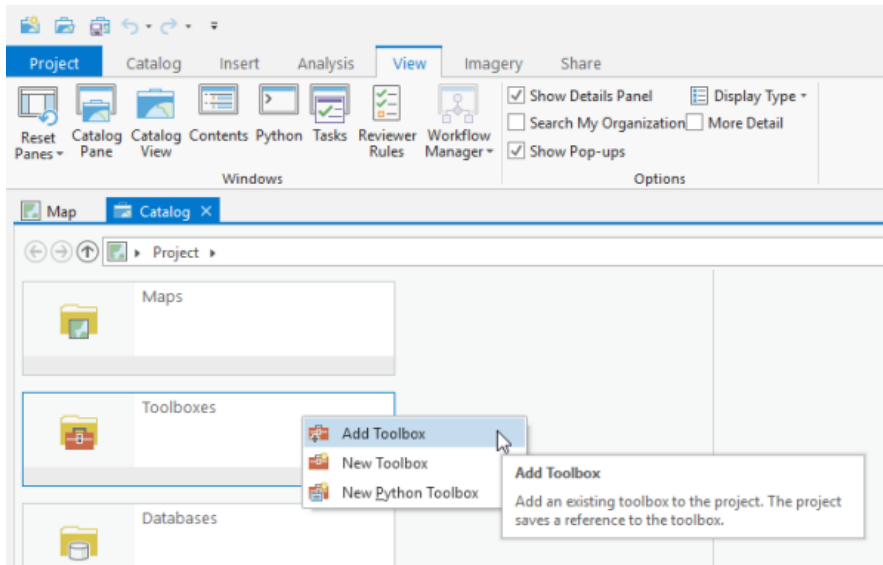 Project Catalog Insert Analysis View Imagery Share
Reset Panes
Catalog Pane
Catalog View
Contents
Python
Tasks
Reviewer Rules
Workflow Manager
Windows
Show Details Panel
Search My Organization
Show Pop-ups
Display Type
More Detail
Options
Map Catalog
Project
Maps
Toolboxes
Add Toolbox
New Toolbox
New Python Toolbox
Add Toolbox
Add an existing toolbox to the project. The project
saves a reference to the toolbox.
Databases